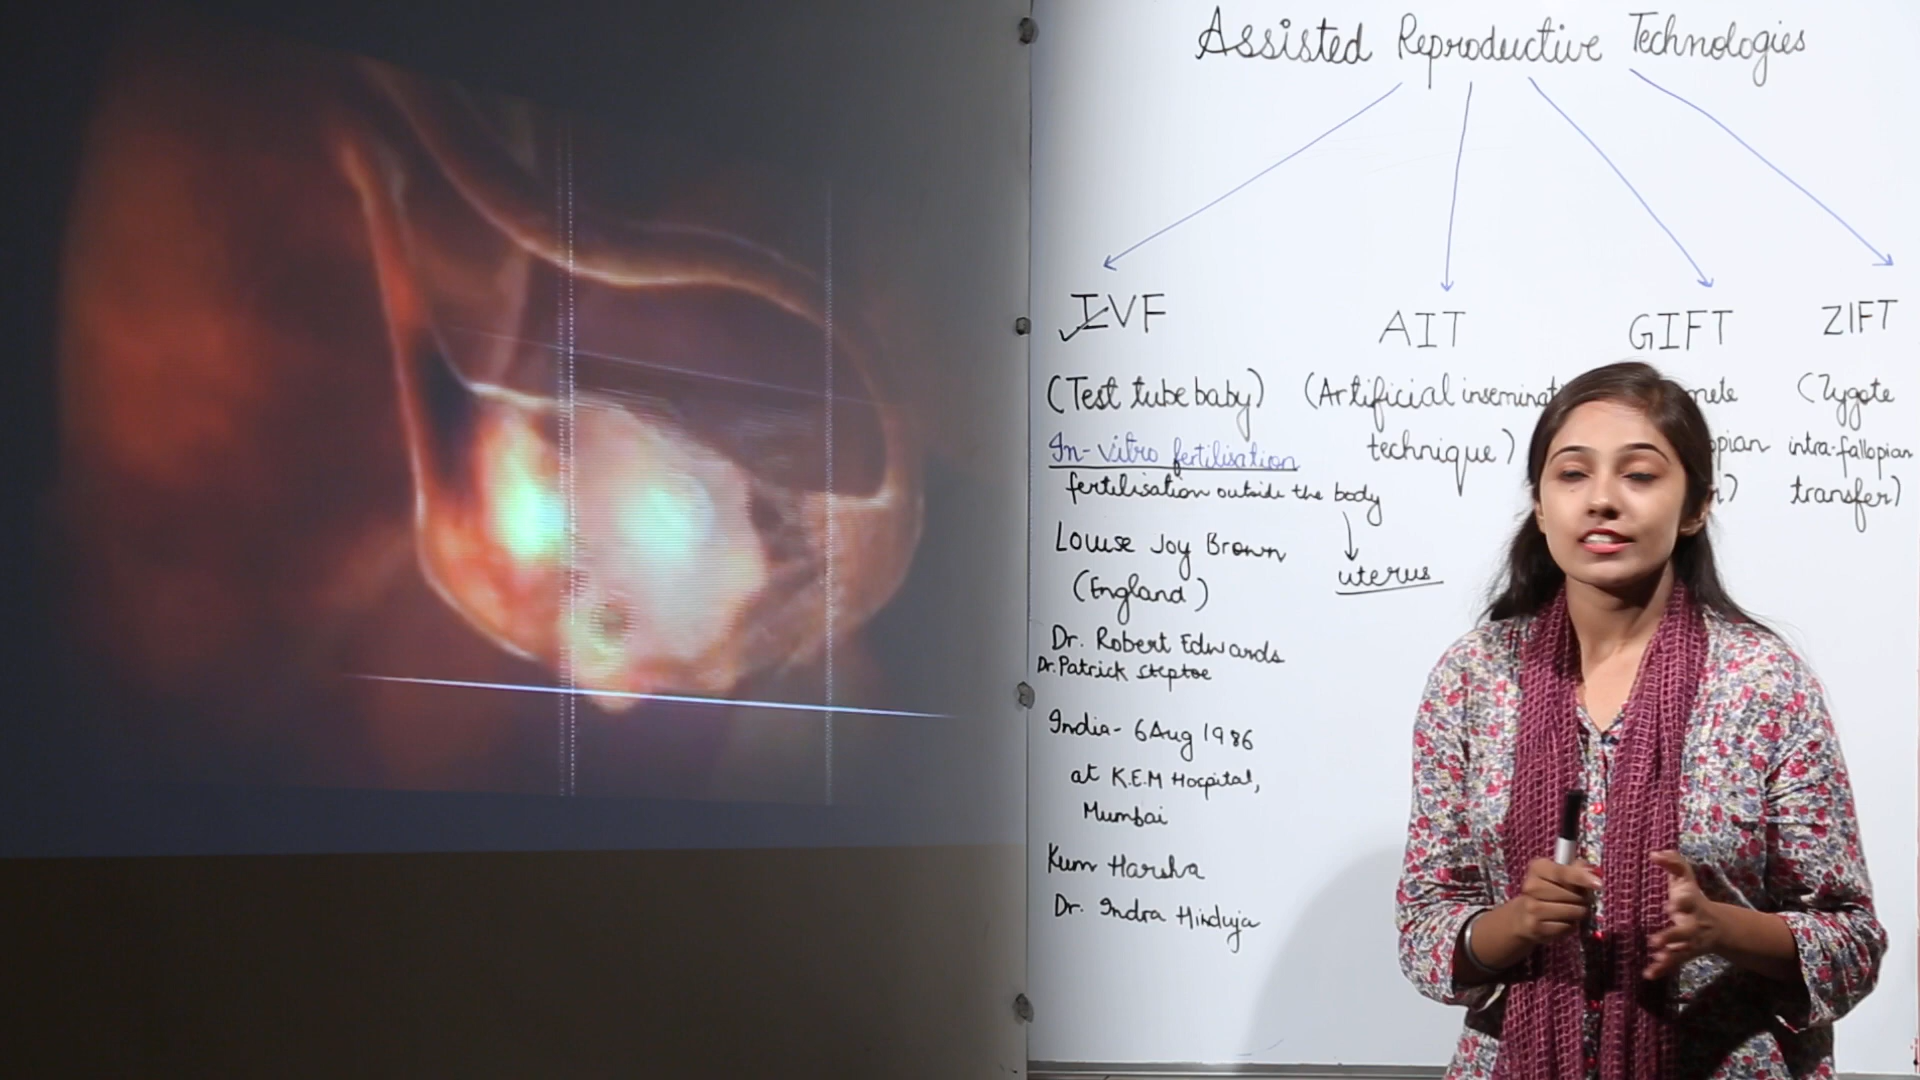 Assisted Reproductive Technologies
IVF
AIT
GIFT
ZIFT
(Test tube baby)
In-vitro fertilisation
fertilisation outside the body
uterus
Louise Joy Brown
(England)
Dr. Robert Edwards
Dr. Patrick Steptoe
India- 6 Aug 1986
at K.E.M Hospital,
Mumbai
Kum Harsha
Dr. Indra Hinduja
(Artificial inseminat
technique)
(Zygote
intra-fallopian
transfer)